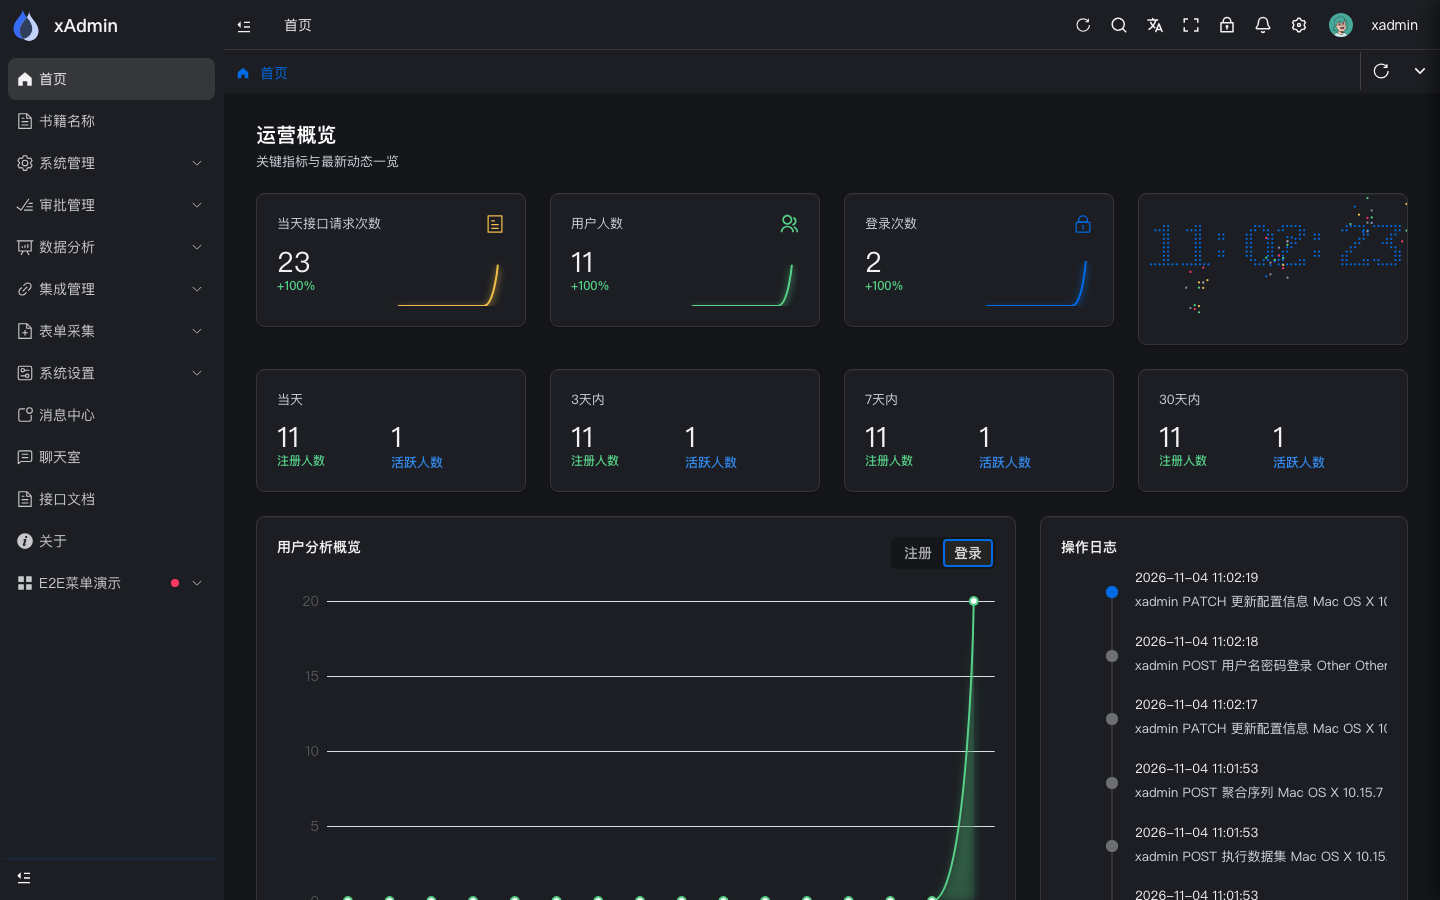 xAdmin
首页
xadmin
首页
首页
书籍名称
系统管理
审批管理
数据分析
集成管理
表单采集
系统设置
消息中心
聊天室
接口文档
关于
E2E菜单演示
运营概览
关键指标与最新动态一览
当天接口请求次数
23
+100%
用户人数
11
+100%
登录次数
2
+100%
11:02:23
当天
11
注册人数
1
活跃人数
3天内
11
注册人数
1
活跃人数
7天内
11
注册人数
1
活跃人数
30天内
11
注册人数
1
活跃人数
用户分析概览
注册
登录
20
15
10
5
0
操作日志
2026-11-04 11:02:19
xadmin PATCH 更新配置信息 Mac OS X 10
2026-11-04 11:02:18
xadmin POST 用户名密码登录 Other Other
2026-11-04 11:02:17
xadmin PATCH 更新配置信息 Mac OS X 10
2026-11-04 11:01:53
xadmin POST 聚合序列 Mac OS X 10.15.7
2026-11-04 11:01:53
xadmin POST 执行数据集 Mac OS X 10.15.
2026-11-04 11:01:53